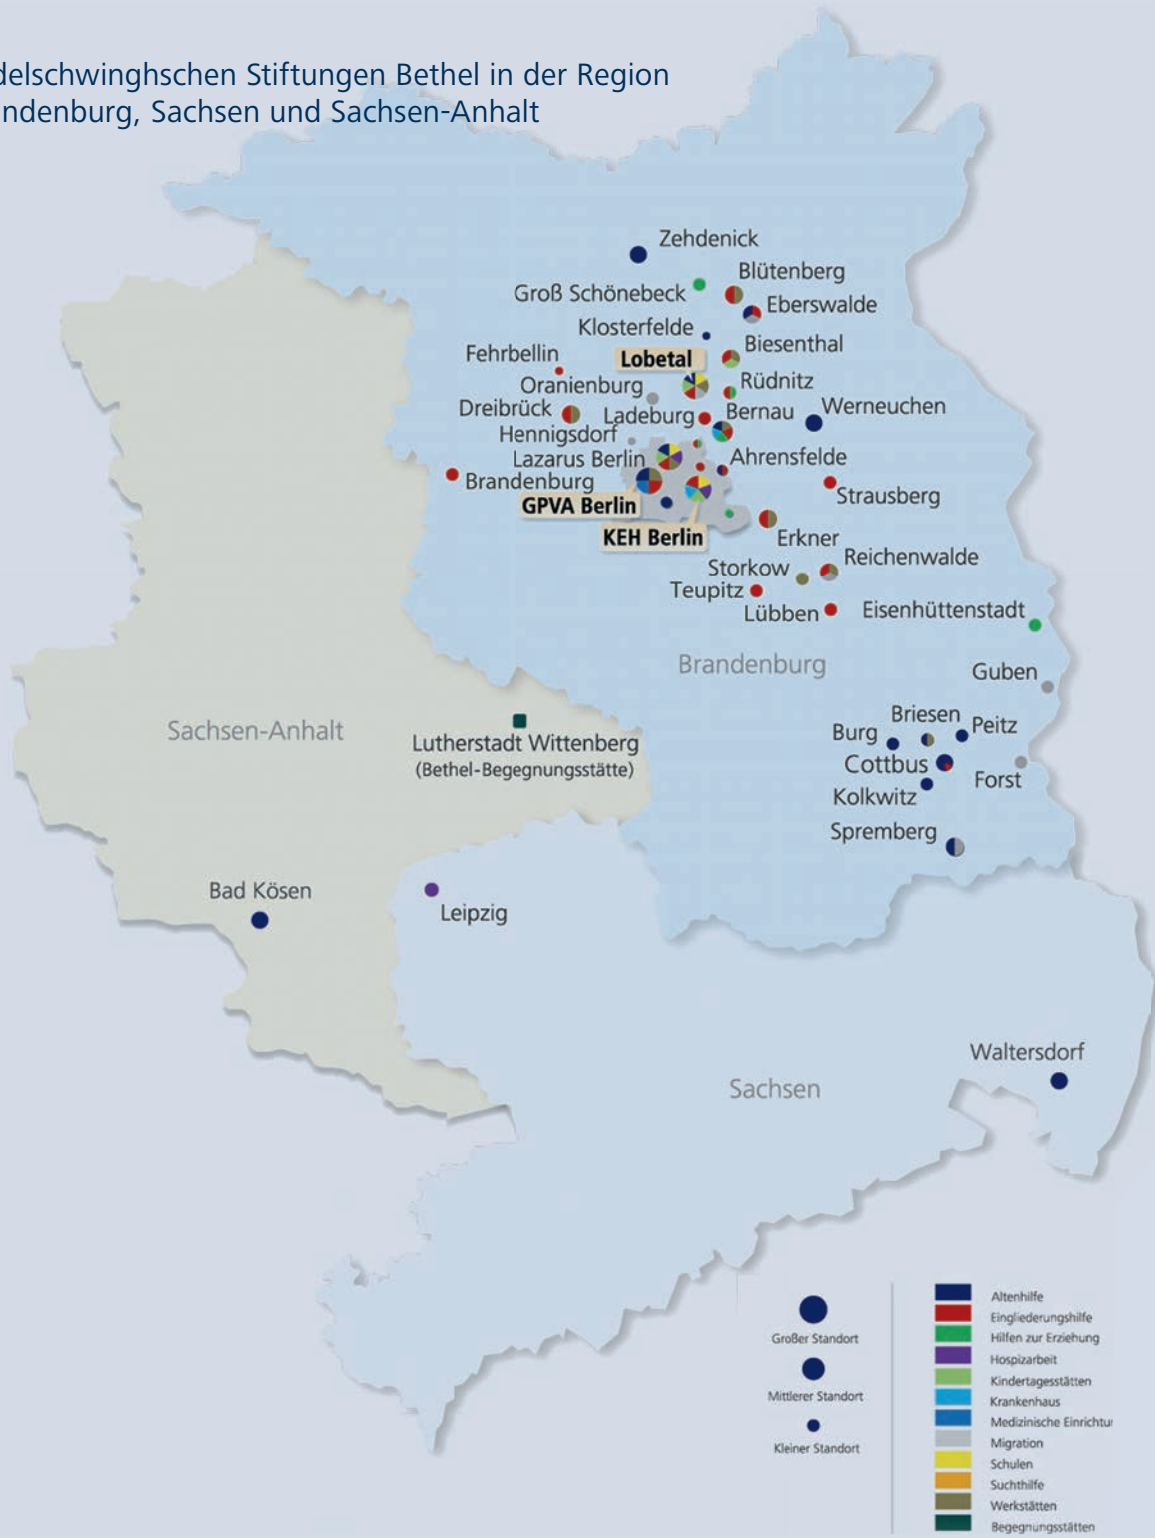 delschwinghschen Stiftungen Bethel in der Region
ndenburg, Sachsen und Sachsen-Anhalt
Zehdenick
Blütenberg
Groß Schönebeck
Eberswalde
Klosterfelde
Biesenthal
Fehrbellin
Lobetal
Oranienburg
Rüdnitz
Dreibrück
Ladeburg
Bernau
Werneuchen
Hennigsdorf
Lazarus Berlin
Ahrensfelde
Brandenburg
Strausberg
GPVA Berlin
KEH Berlin
Erkner
Reichenwalde
Storkow
Teupitz
Lübben
Eisenhüttenstadt
Brandenburg
Guben
Sachsen-Anhalt
Briesen
Burg
Peitz
Lutherstadt Wittenberg
(Bethel-Begegnungsstätte)
Cottbus
Forst
Kolkwitz
Spremberg
Bad Kösen
Leipzig
Waltersdorf
Sachsen
Großer Standort
Mittlerer Standort
Kleiner Standort
Altenhilfe
Eingliederungshilfe
Hilfen zur Erziehung
Hospizarbeit
Kindertagesstätten
Krankenhaus
Medizinische Einrichtu
Migration
Schulen
Suchthilfe
Werkstätten
Begegnungsstätten